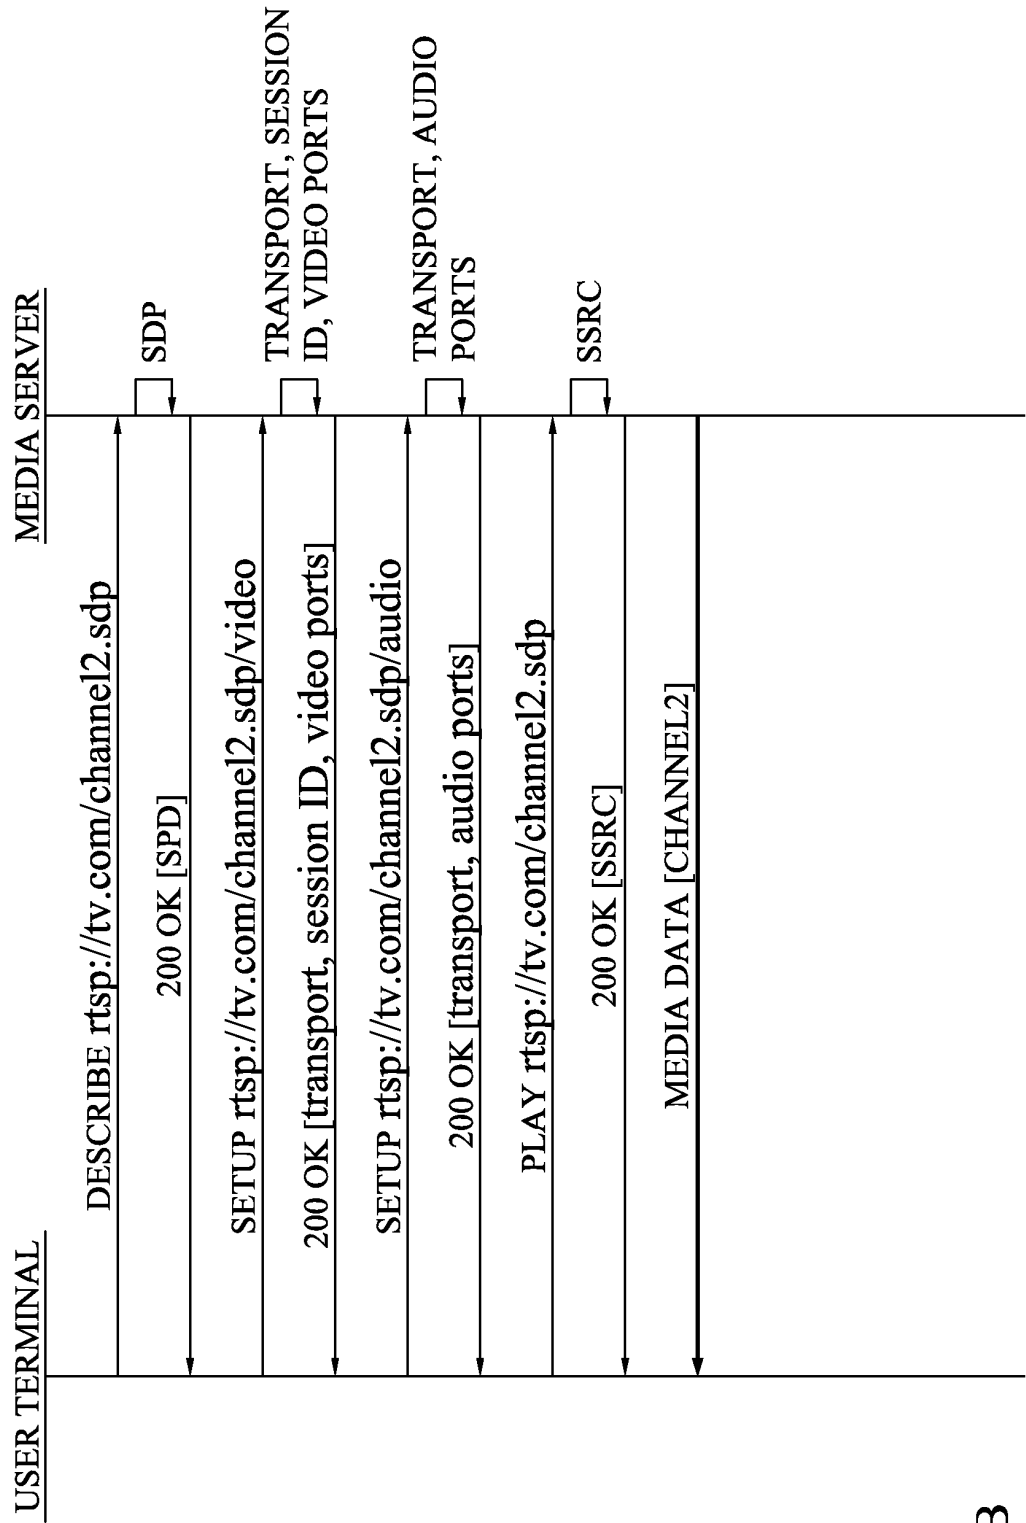 USER TERMINAL
MEDIA SERVER
DESCRIBE rtsp://tv.com/channel2.sdp
SDP
200 OK [SPD]
SETUP rtsp://tv.com/channel2.sdp/video
TRANSPORT, SESSION
ID, VIDEO PORTS
200 OK [transport, session ID, video ports]
SETUP rtsp://tv.com/channel2.sdp/audio
TRANSPORT, AUDIO
PORTS
200 OK [transport, audio ports]
PLAY rtsp://tv.com/channel2.sdp
SSRC
200 OK [SSRC]
MEDIA DATA [CHANNEL2]